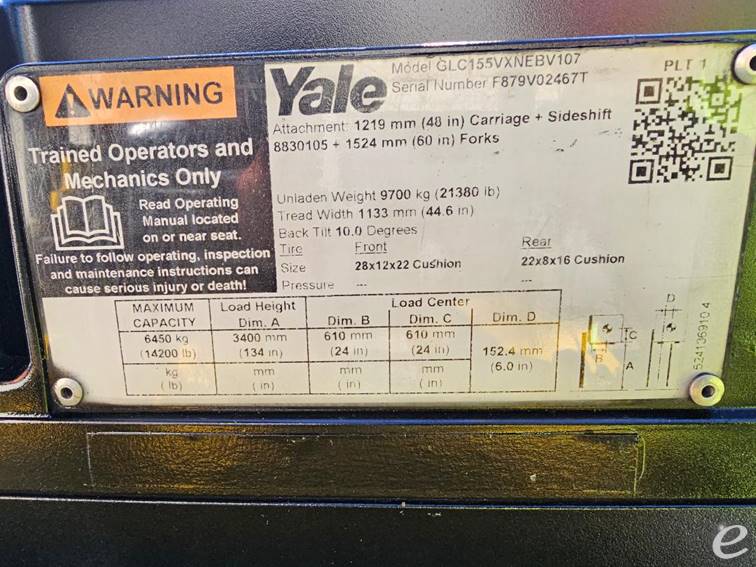 WARNING
Trained Operators and
Mechanics Only
Read Operating
Manual located
on or near seat.
Failure to follow operating, inspection
and maintenance instructions can
cause serious injury or death!
Yale
Model GLC155VXNEBV107
Serial Number F879V02467T
PLT 1
Attachment: 1219 mm (48 in) Carriage + Sideshift
8830105 + 1524 mm (60 in) Forks
Unladen Weight 9700 kg (21380 lb)
Tread Width 1133 mm (44.6 in)
Back Tilt 10.0 Degrees
Tire Front Rear
Size 28x12x22 Cushion 22x8x16 Cushion
Pressure --- ---
MAXIMUM CAPACITY Load Height Dim. A Load Center Dim. B Dim. C Dim. D
6450 kg 3400 mm 610 mm 610 mm 152.4 mm
(14200 lb) (134 in) (24 in) (24 in) (6.0 in)
kg mm mm mm
(lb) (in) (in) (in)
B C A D
524136910 4
e